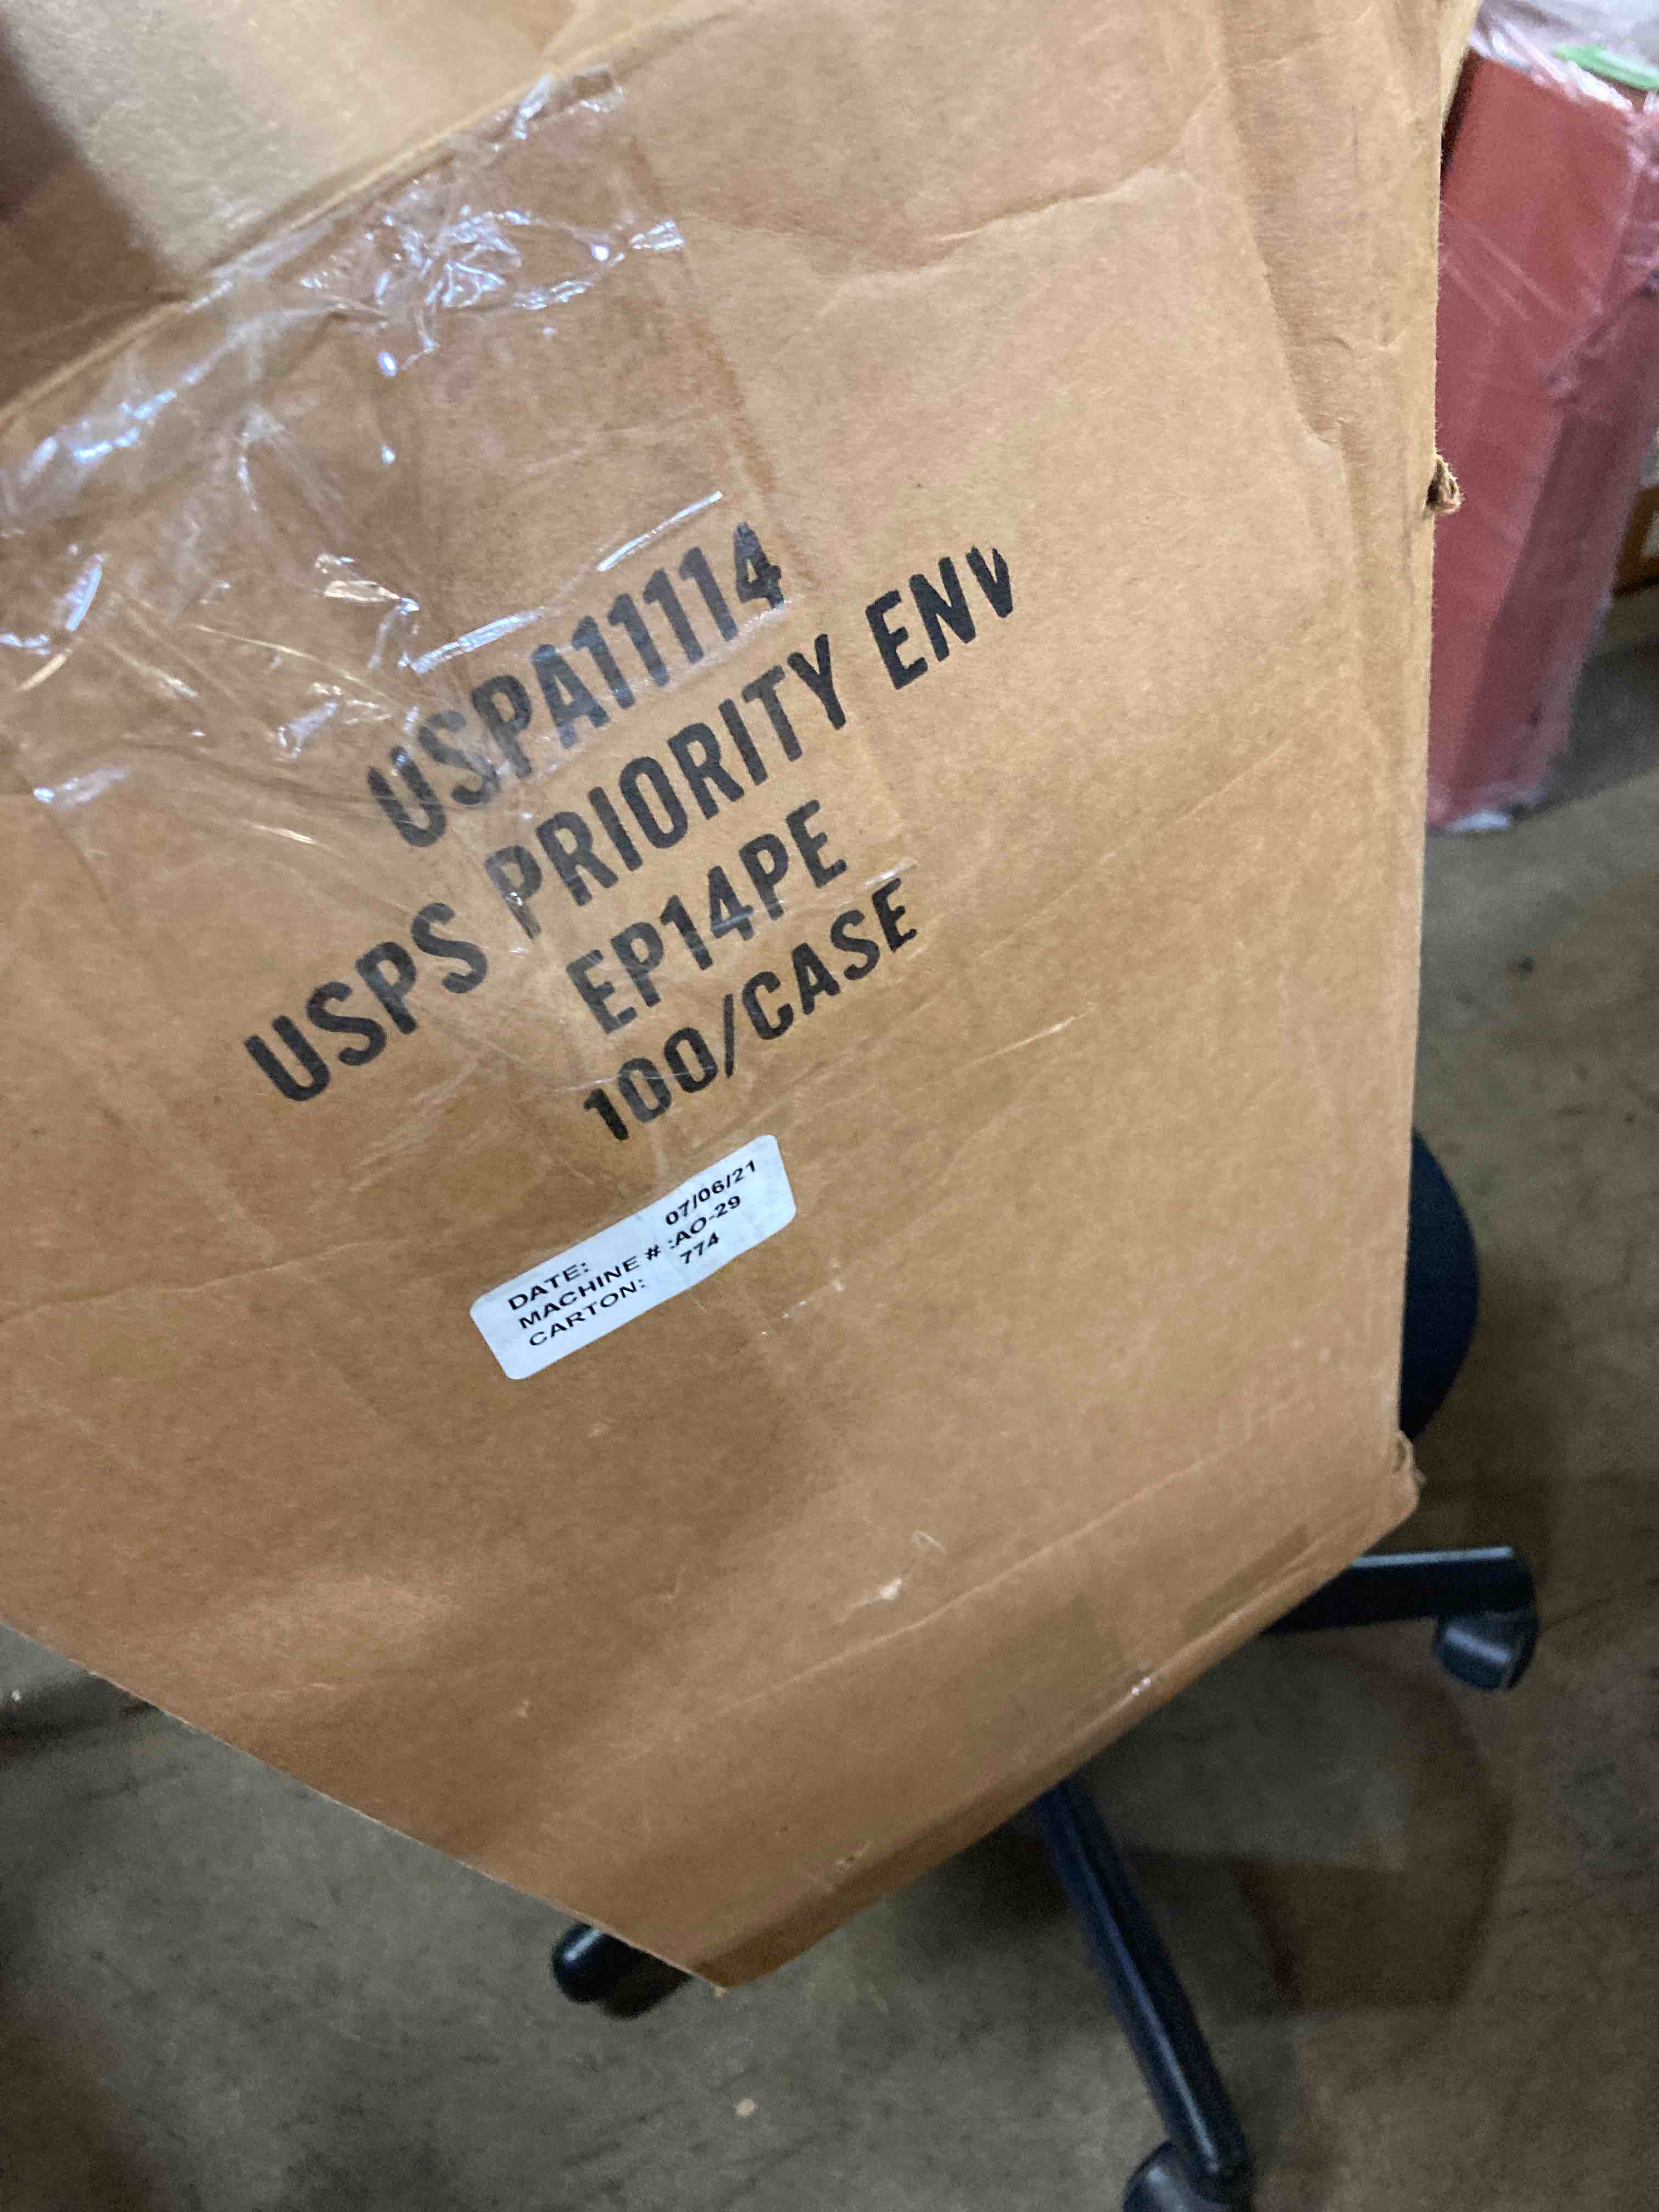 USPA11114
USPS PRIORITY ENV
EP14PE
100/CASE
DATE: 07/06/21
MACHINE # :AO-29
CARTON: 774